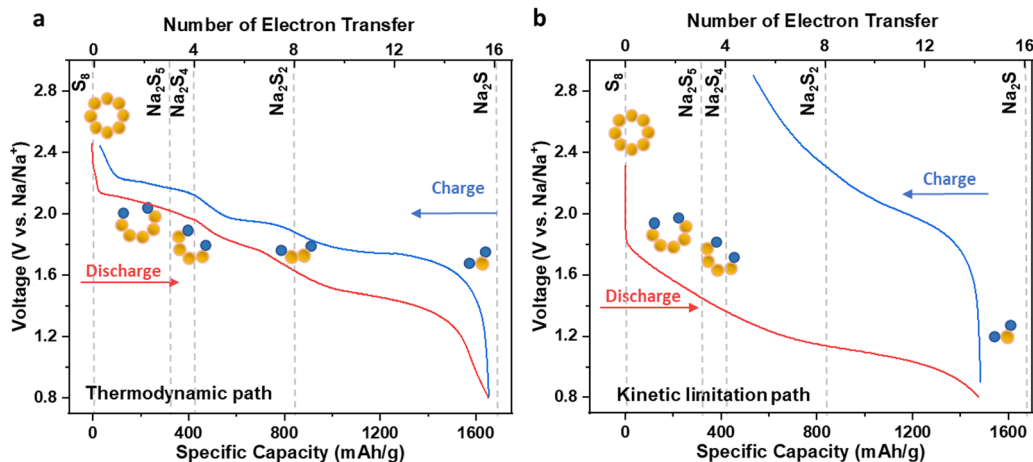 a
Number of Electron Transfer
0 4 8 12 16
S8
Na2S5
Na2S4
Na2S2
Na2S
Voltage (V vs. Na/Na+)
2.8
2.4
2.0
1.6
1.2
0.8
Charge
Discharge
Thermodynamic path
0 400 800 1200 1600
Specific Capacity (mAh/g)
b
Number of Electron Transfer
0 4 8 12 16
S8
Na2S5
Na2S4
Na2S2
Na2S
Voltage (V vs. Na/Na+)
2.8
2.4
2.0
1.6
1.2
0.8
Charge
Discharge
Kinetic limitation path
0 400 800 1200 1600
Specific Capacity (mAh/g)